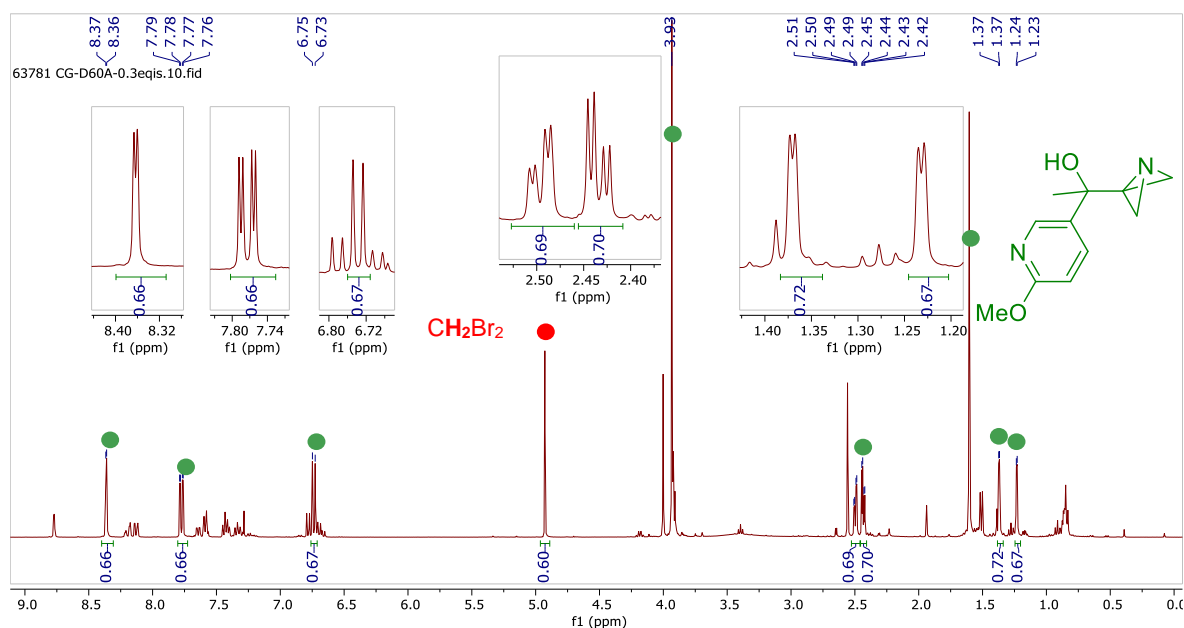 8.37 8.36 7.79 7.78 7.77 7.76 6.75 6.73 3.93 2.51 2.50 2.49 2.49 2.45 2.44 2.43 2.42 1.37 1.37 1.24 1.23
63781 CG-D60A-0.3eqis.10.fid
0.66
8.40 8.32
f1 (ppm)
0.66
7.80 7.74
f1 (ppm)
0.67
6.80 6.72
f1 (ppm)
0.69 0.70
2.50 2.45 2.40
f1 (ppm)
0.72 0.67
1.40 1.35 1.30 1.25 1.20
f1 (ppm)
HO
N
N
MeO
CH2Br2
0.66 0.66 0.67 0.60 0.69 0.70 0.72 0.67
9.0 8.5 8.0 7.5 7.0 6.5 6.0 5.5 5.0 4.5 4.0 3.5 3.0 2.5 2.0 1.5 1.0 0.5 0.0
f1 (ppm)